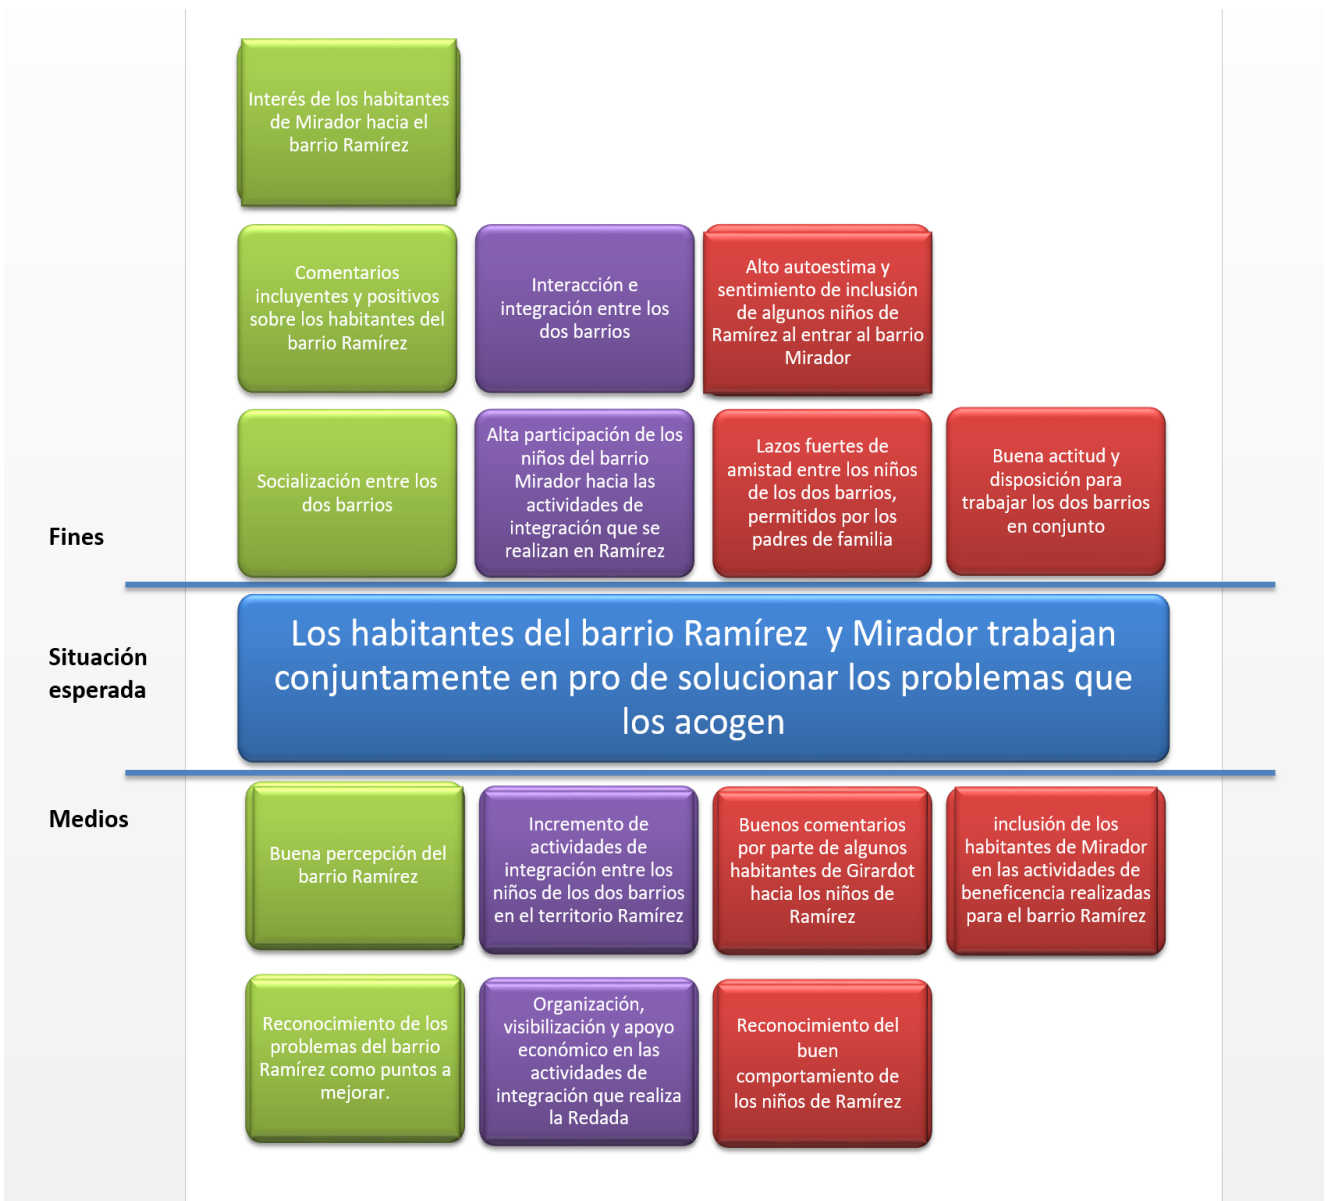 Interés de los habitantes
de Mirador hacia el
barrio Ramírez
Comentarios
incluyentes y positivos
sobre los habitantes del
barrio Ramírez
Interacción e
integración entre los
dos barrios
Alto autoestima y
sentimiento de inclusión
de algunos niños de
Ramírez al entrar al barrio
Mirador
Socialización entre los
dos barrios
Alta participación de los
niños del barrio
Mirador hacia las
actividades de
integración que se
realizan en Ramírez
Lazos fuertes de
amistad entre los niños
de los dos barrios,
permitidos por los
padres de familia
Buena actitud y
disposición para
trabajar los dos barrios
en conjunto
Fines
Situación
esperada
Los habitantes del barrio Ramírez  y Mirador trabajan
conjuntamente en pro de solucionar los problemas que
los acogen
Medios
Buena percepción del
barrio Ramírez
Incremento de
actividades de
integración entre los
niños de los dos barrios
en el territorio Ramírez
Buenos comentarios
por parte de algunos
habitantes de Girardot
hacia los niños de
Ramírez
inclusión de los
habitantes de Mirador
en las actividades de
beneficencia realizadas
para el barrio Ramírez
Reconocimiento de los
problemas del barrio
Ramírez como puntos a
mejorar.
Organización,
visibilización y apoyo
económico en las
actividades de
integración que realiza
la Redada
Reconocimiento del
buen
comportamiento de
los niños de Ramírez